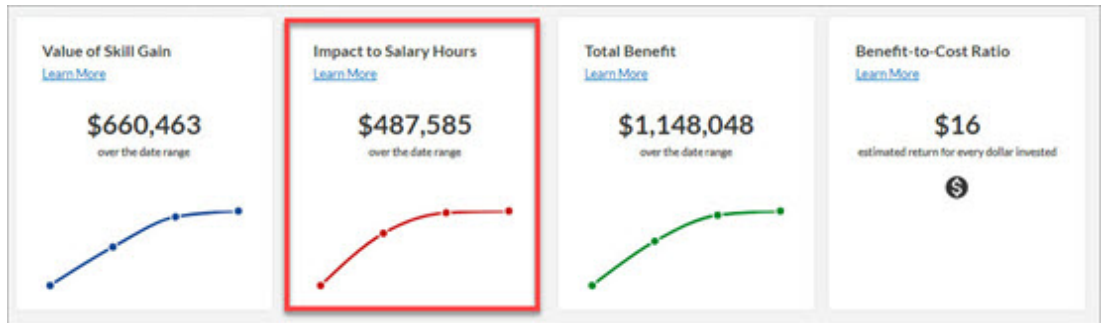 Value of Skill Gain
Learn More
$660,463
over the date range
Impact to Salary Hours
Learn More
$487,585
over the date range
Total Benefit
Learn More
$1,148,048
over the date range
Benefit-to-Cost Ratio
Learn More
$16
estimated return for every dollar invested
$